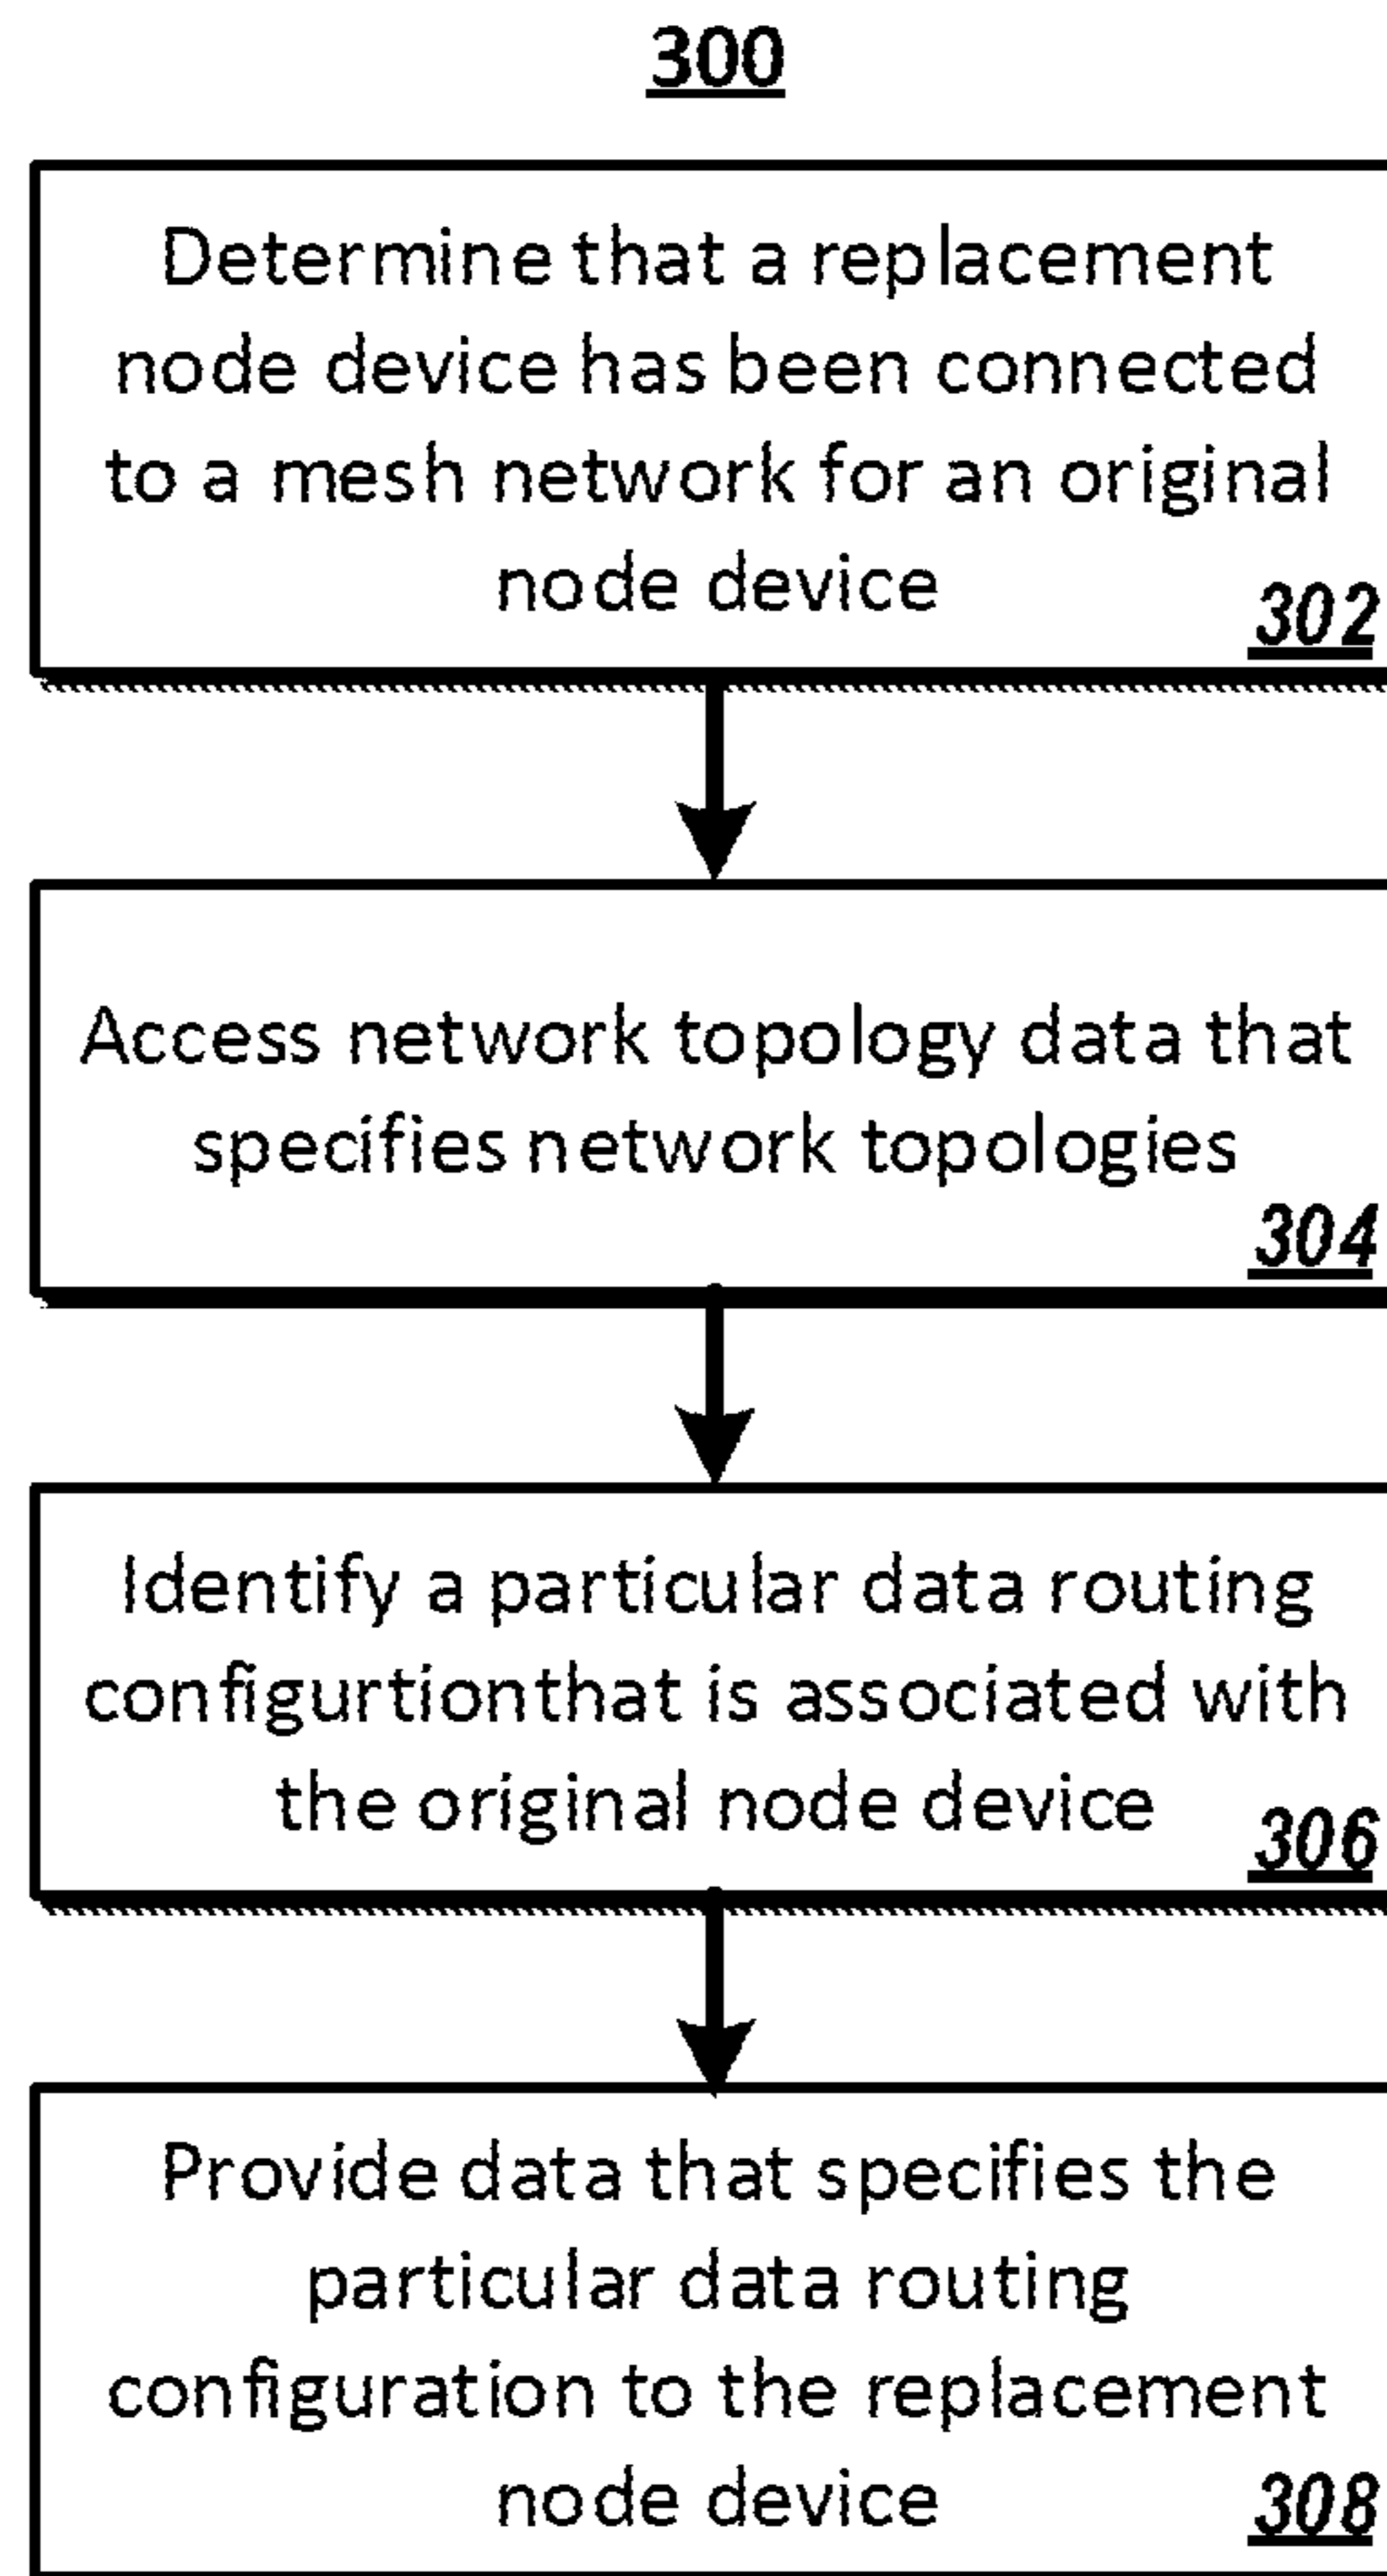 300
Determine that a replacement
node device has been connected
to a mesh network for an original
node device
302
Access network topology data that
specifies network topologies
304
Identify a particular data routing
configurtionthat is associated with
the original node device
306
Provide data that specifies the
particular data routing
configuration to the replacement
node device
308